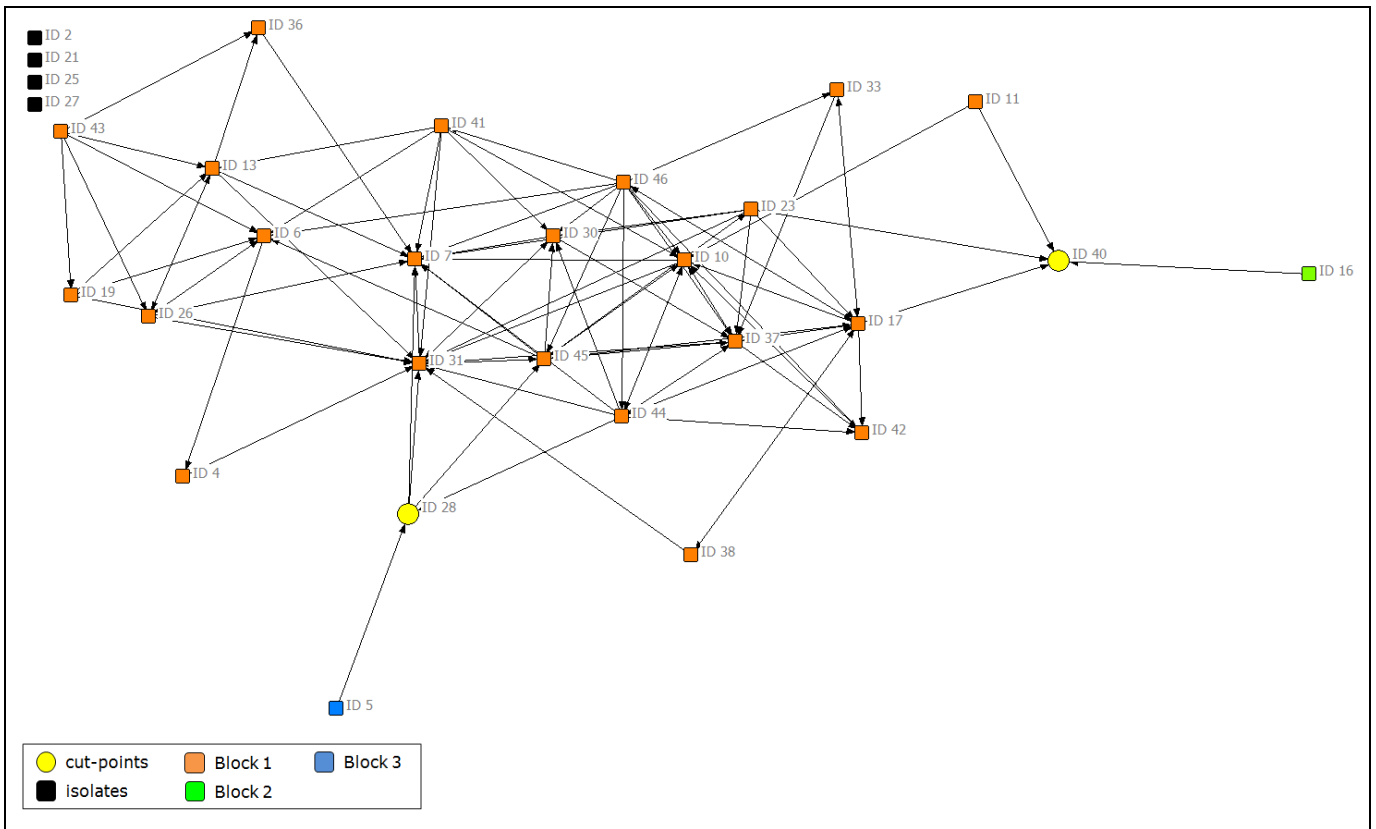 ID 36
ID 2
ID 21
ID 25
ID 27
ID 33
ID 11
ID 43
ID 41
ID 13
ID 46
ID 23
ID 6
ID 30
ID 7
ID 10
ID 40
ID 16
ID 19
ID 26
ID 17
ID 37
ID 31
ID 45
ID 44
ID 42
ID 4
ID 28
ID 38
ID 5
cut-points
Block 1
Block 3
isolates
Block 2